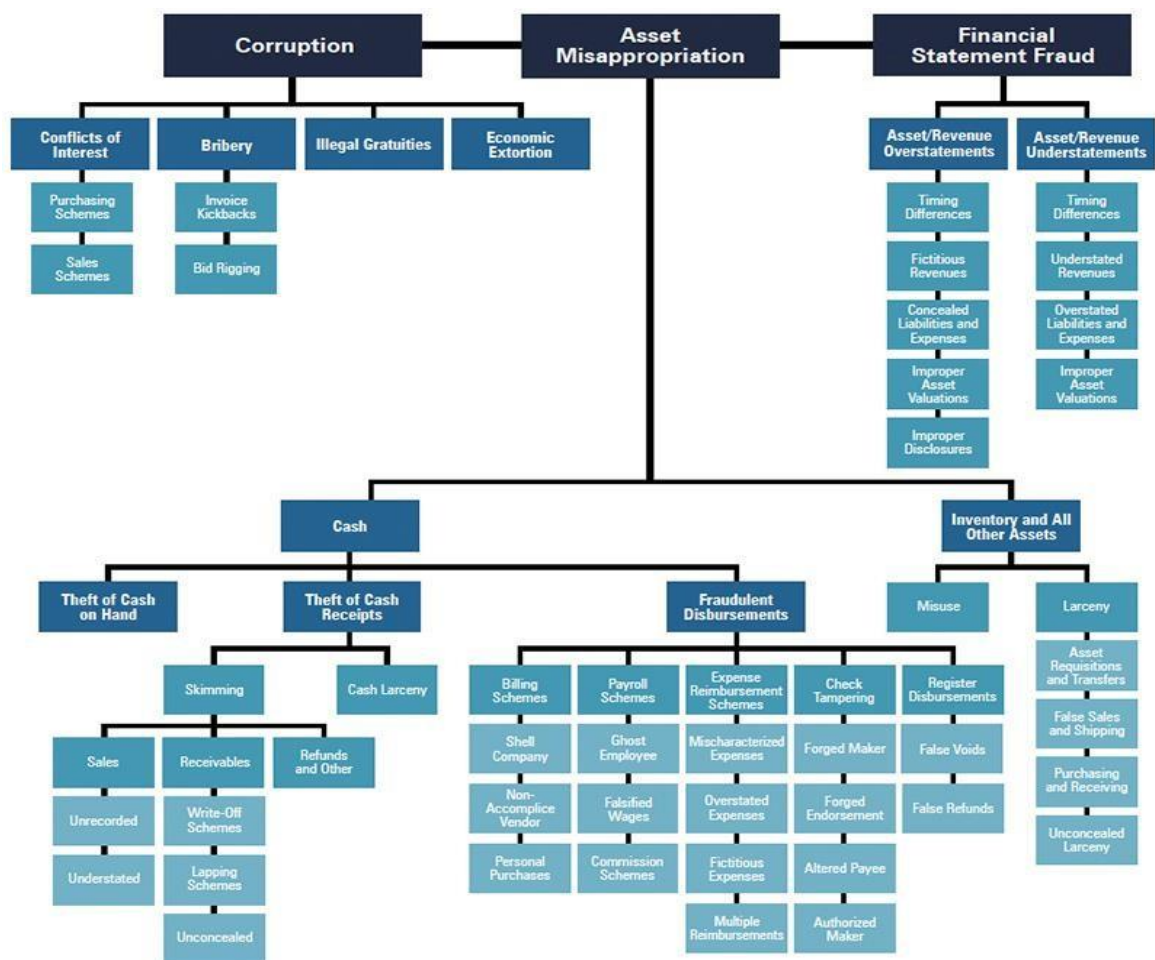 Corruption
Asset
Misappropriation
Financial
Statement Fraud
Conflicts of
Interest
Bribery
Illegal Gratuities
Economic
Extortion
Asset/Revenue
Overstatements
Asset/Revenue
Understatements
Purchasing
Schemes
Sales
Schemes
Invoice
Kickbacks
Bid Rigging
Timing
Differences
Fictitious
Revenues
Concealed
Liabilities and
Expenses
Improper
Asset
Valuations
Improper
Disclosures
Timing
Differences
Understated
Revenues
Overstated
Liabilities and
Expenses
Improper
Asset
Valuations
Cash
Inventory and All
Other Assets
Theft of Cash
on Hand
Theft of Cash
Receipts
Fraudulent
Disbursements
Misuse
Larceny
Asset
Requisitions
and Transfers
False Sales
and Shipping
Purchasing
and Receiving
Unconcealed
Larceny
Skimming
Cash Larceny
Sales
Receivables
Refunds
and Other
Unrecorded
Understated
Write-Off
Schemes
Lapping
Schemes
Unconcealed
Billing
Schemes
Shell
Company
Non-
Accomplice
Vendor
Personal
Purchases
Payroll
Schemes
Ghost
Employee
Falsified
Wages
Commission
Schemes
Expense
Reimbursement
Schemes
Mischaracterized
Expenses
Overstated
Expenses
Fictitious
Expenses
Multiple
Reimbursements
Check
Tampering
Forged Maker
Forged
Endorsement
Altered Payee
Authorized
Maker
Register
Disbursements
False Voids
False Refunds